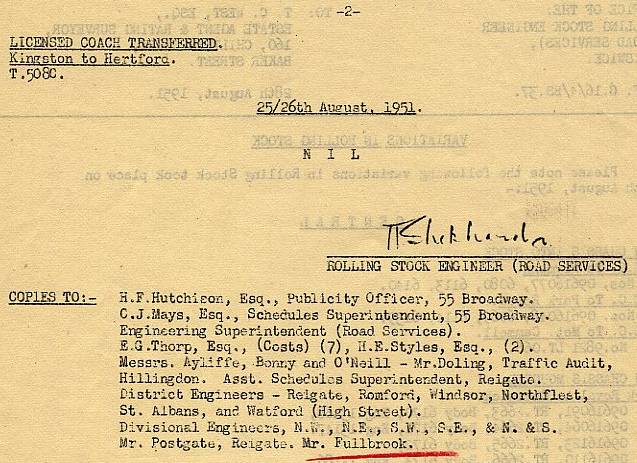 -2-
LICENSED COACH TRANSFERRED.
Kingston to Hertford.
T.508C.
25/26th August, 1951.
N I L
ROLLING STOCK ENGINEER (ROAD SERVICES)
COPIES TO:- H.F.Hutchison, Esq., Publicity Officer, 55 Broadway.
C.J.Mays, Esq., Schedules Superintendent, 55 Broadway.
Engineering Superintendent (Road Services).
E.G.Thorp, Esq., (Costs) (7), H.E.Styles, Esq., (2).
Messrs. Ayliffe, Bonny and O'Neill - Mr.Doling, Traffic Audit,
Hillingdon. Asst. Schedules Superintendent, Reigate.
District Engineers - Reigate, Romford, Windsor, Northfleet,
St. Albans, and Watford (High Street).
Divisional Engineers, N.W., N.E., S.W., S.E., & N. & S.
Mr. Postgate, Reigate. Mr. Fullbrook.